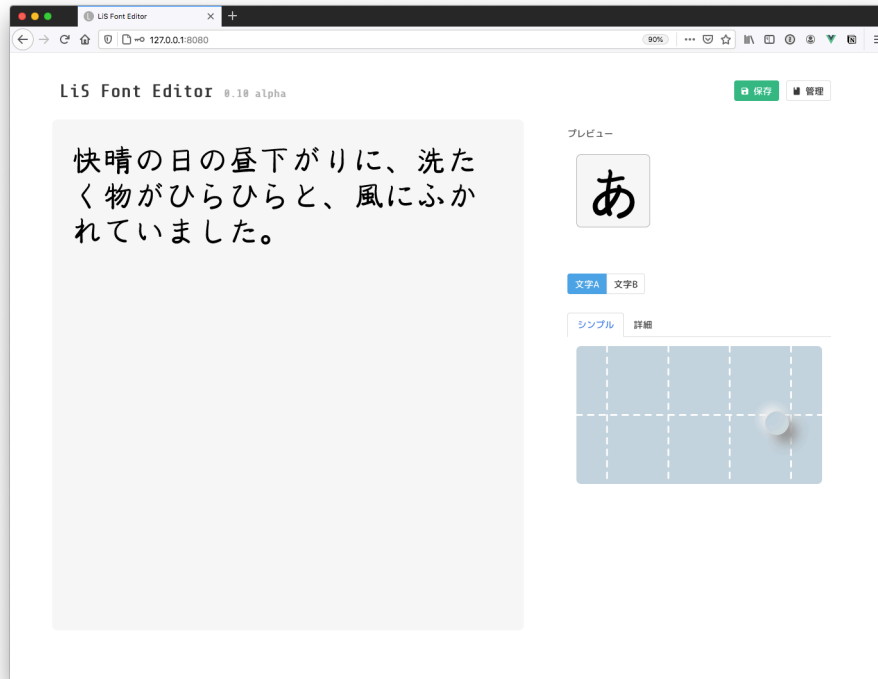 LiS Font Editor
127.0.0.1:8080
90%
LiS Font Editor 0.10 alpha
保存
管理
快晴の日の昼下がりに、洗た
く物がひらひらと、風にふか
れていました。
プレビュー
あ
文字A
文字B
シンプル
詳細